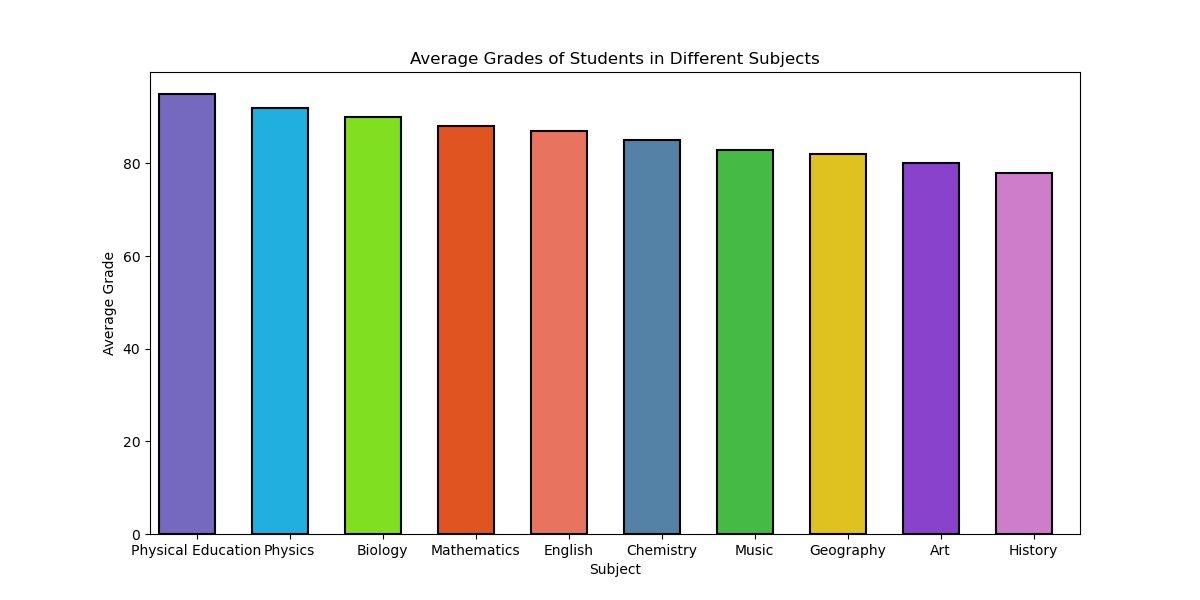 Average Grades of Students in Different Subjects
Average Grade
80
60
40
20
0
Physical Education Physics Biology Mathematics English Chemistry Music Geography Art History
Subject